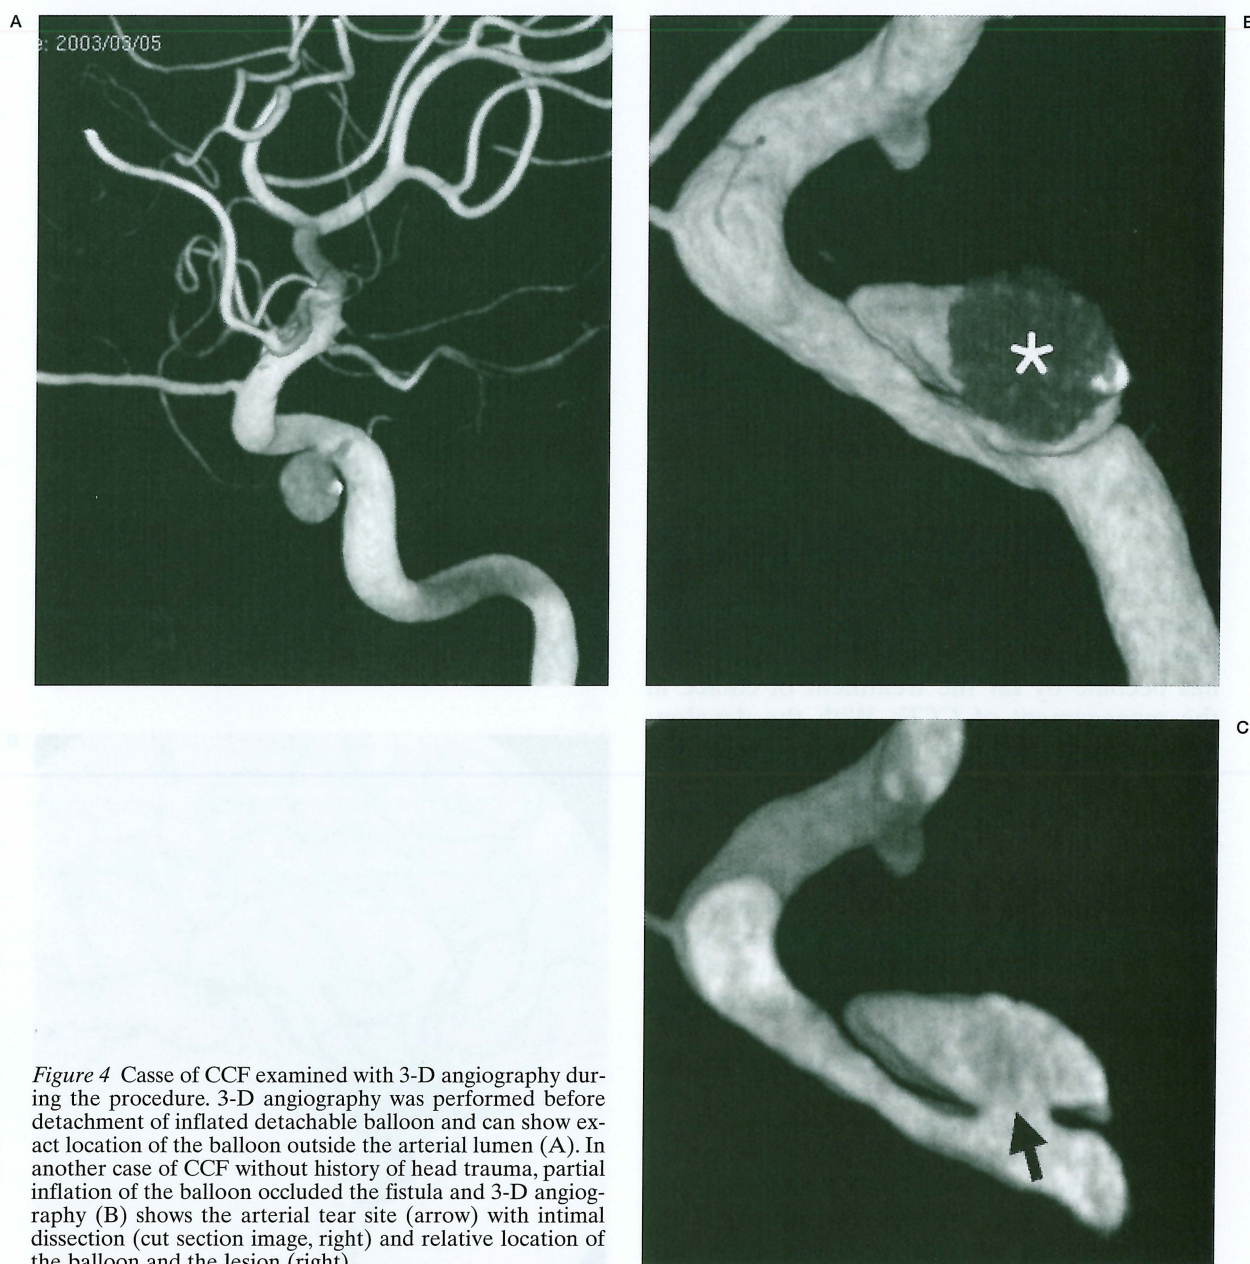 A
B
e: 2003/03/05
C
Figure 4 Casse of CCF examined with 3-D angiography dur-
ing the procedure. 3-D angiography was performed before
detachment of inflated detachable balloon and can show ex-
act location of the balloon outside the arterial lumen (A). In
another case of CCF without history of head trauma, partial
inflation of the balloon occluded the fistula and 3-D angiog-
raphy (B) shows the arterial tear site (arrow) with intimal
dissection (cut section image, right) and relative location of
the balloon and the lesion (right).